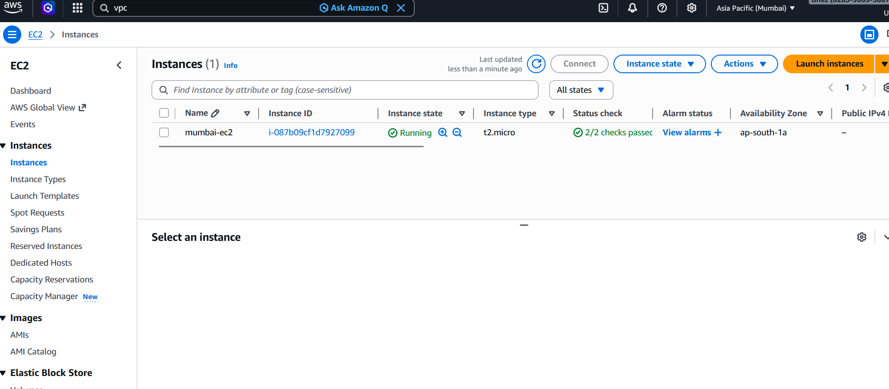 aws
vpc
Ask Amazon Q
Asia Pacific (Mumbai)
EC2
Instances
EC2
Dashboard
AWS Global View
Events
Instances
Instances
Instance Types
Launch Templates
Spot Requests
Savings Plans
Reserved Instances
Dedicated Hosts
Capacity Reservations
Capacity Manager New
Images
AMIs
AMI Catalog
Elastic Block Store
Instances (1) Info
Last updated
less than a minute ago
Connect
Instance state
Actions
Launch instances
Find Instance by attribute or tag (case-sensitive)
All states
1
Name Instance ID Instance state Instance type Status check Alarm status Availability Zone Public IPv4
mumbai-ec2 i-087b09cf1d7927099 Running t2.micro 2/2 checks passec View alarms + ap-south-1a –
Select an instance